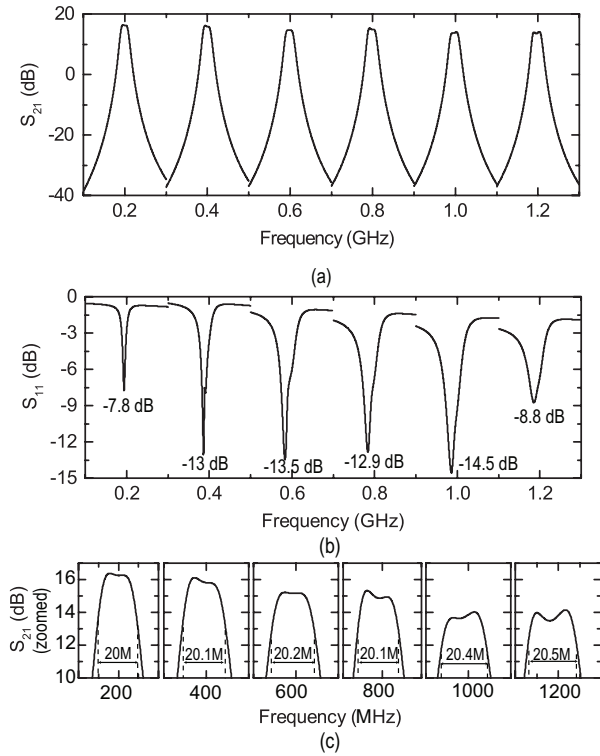 20
0
-20
-40
S21 (dB)
0.2 0.4 0.6 0.8 1.0 1.2
Frequency (GHz)
(a)
0
-3
-6
-9
-12
-15
S11 (dB)
-7.8 dB
-13 dB
-13.5 dB
-12.9 dB
-14.5 dB
-8.8 dB
0.2 0.4 0.6 0.8 1.0 1.2
Frequency (GHz)
(b)
16
14
12
10
S21 (dB)
(zoomed)
20M 20.1M 20.2M 20.1M 20.4M 20.5M
200 400 600 800 1000 1200
Frequency (MHz)
(c)